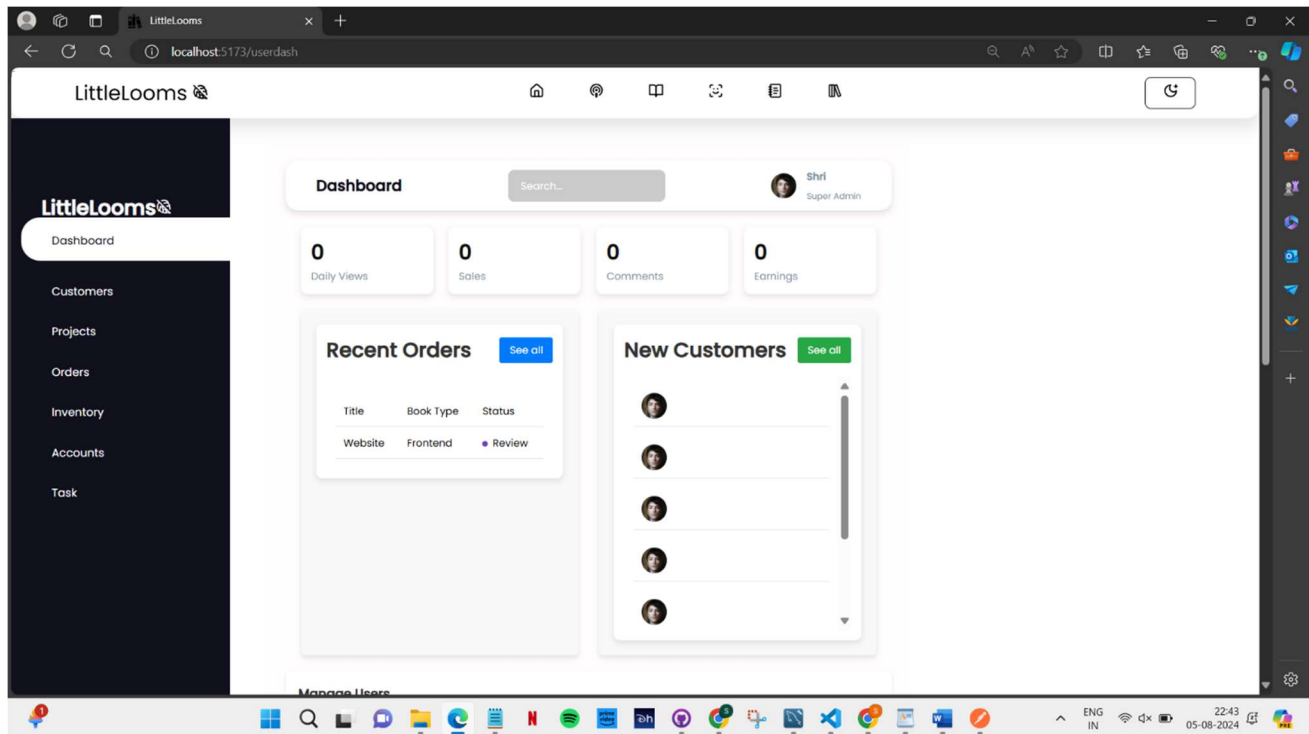 LittleLooms
localhost:5173/userdash
LittleLooms
LittleLooms
Dashboard
Customers
Projects
Orders
Inventory
Accounts
Task
Dashboard
Search...
Shri
Super Admin
0
Daily Views
0
Sales
0
Comments
0
Earnings
Recent Orders
See all
Title Book Type Status
Website Frontend Review
New Customers
See all
Manage Users
1
ENG
IN
22:43
05-08-2024